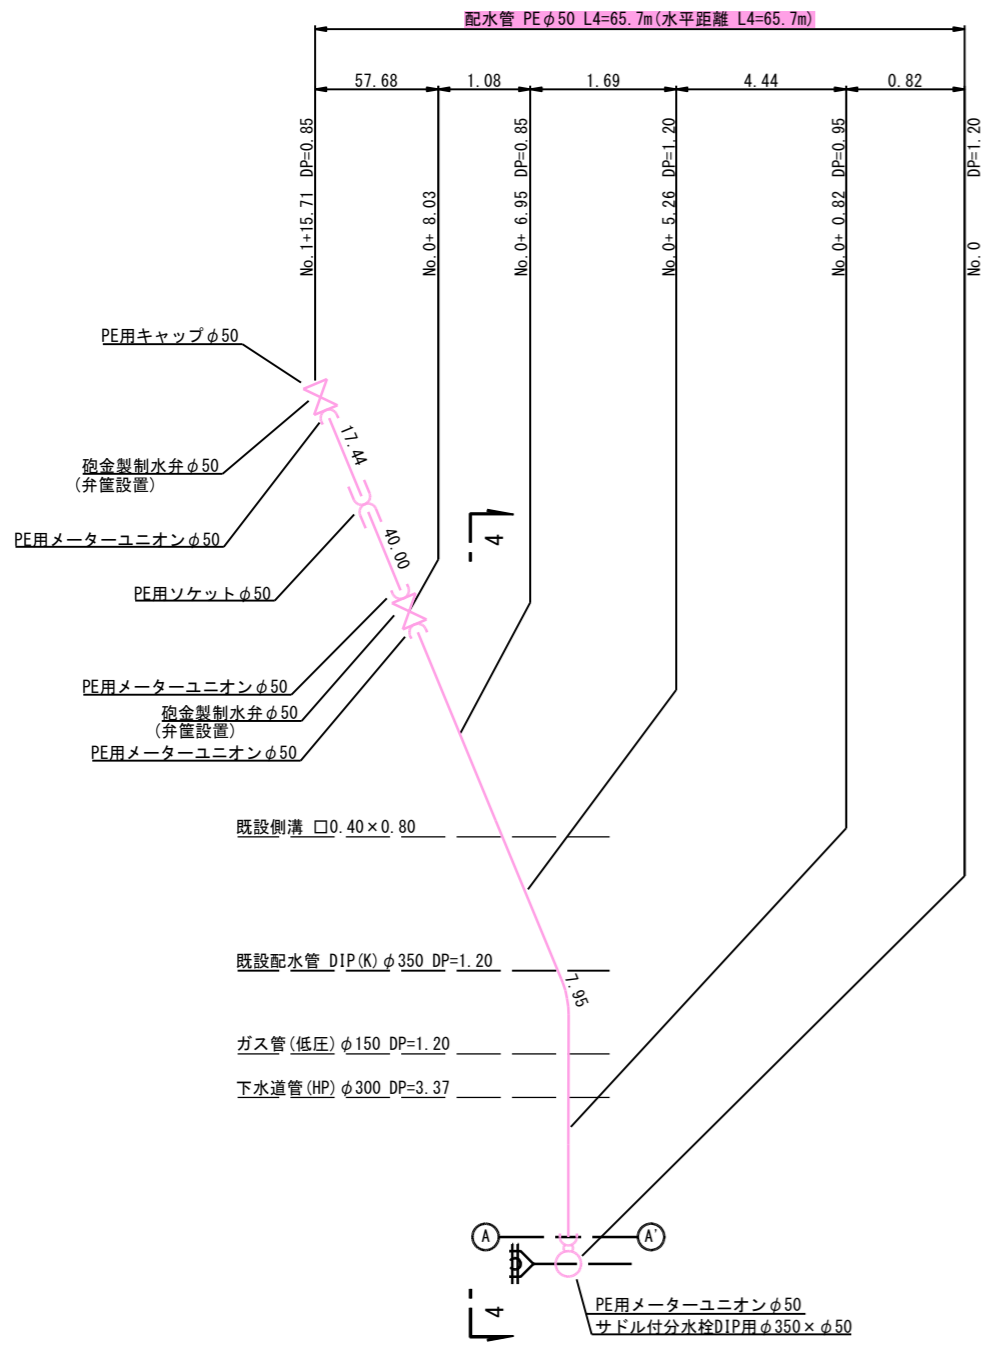 配水管 PEφ50 L4=65.7m(水平距離 L4=65.7m)
57.68
1.08
1.69
4.44
0.82
No.1+15.71 DP=0.85
No.0+ 8.03
No.0+ 6.95 DP=0.85
No.0+ 5.26 DP=1.20
No.0+ 0.82 DP=0.95
No.0 DP=1.20
PE用キャップφ50
17.44
砲金製制水弁φ50
(弁筐設置)
PE用メーターユニオンφ50
4
40.00
PE用ソケットφ50
PE用メーターユニオンφ50
砲金製制水弁φ50
(弁筐設置)
PE用メーターユニオンφ50
既設側溝 □0.40×0.80
既設配水管 DIP(K)φ350 DP=1.20
7.95
ガス管(低圧)φ150 DP=1.20
下水道管(HP)φ300 DP=3.37
A
A'
4
PE用メーターユニオンφ50
サドル付分水栓DIP用φ350×φ50